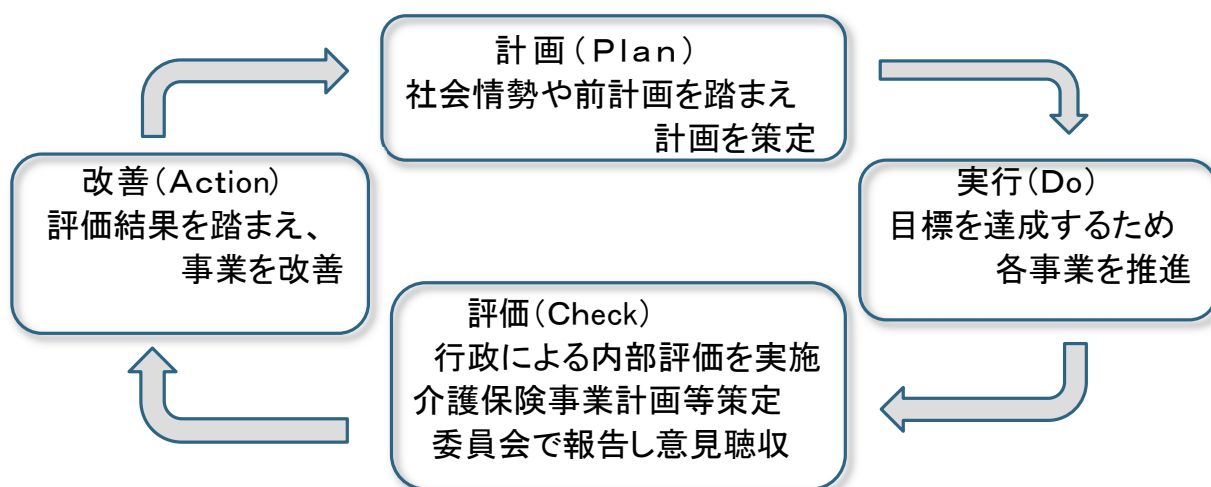 計画（Plan）
社会情勢や前計画を踏まえ
計画を策定
実行（Do）
目標を達成するため
各事業を推進
評価（Check）
行政による内部評価を実施
介護保険事業計画等策定
委員会で報告し意見聴収
改善（Action）
評価結果を踏まえ、
事業を改善